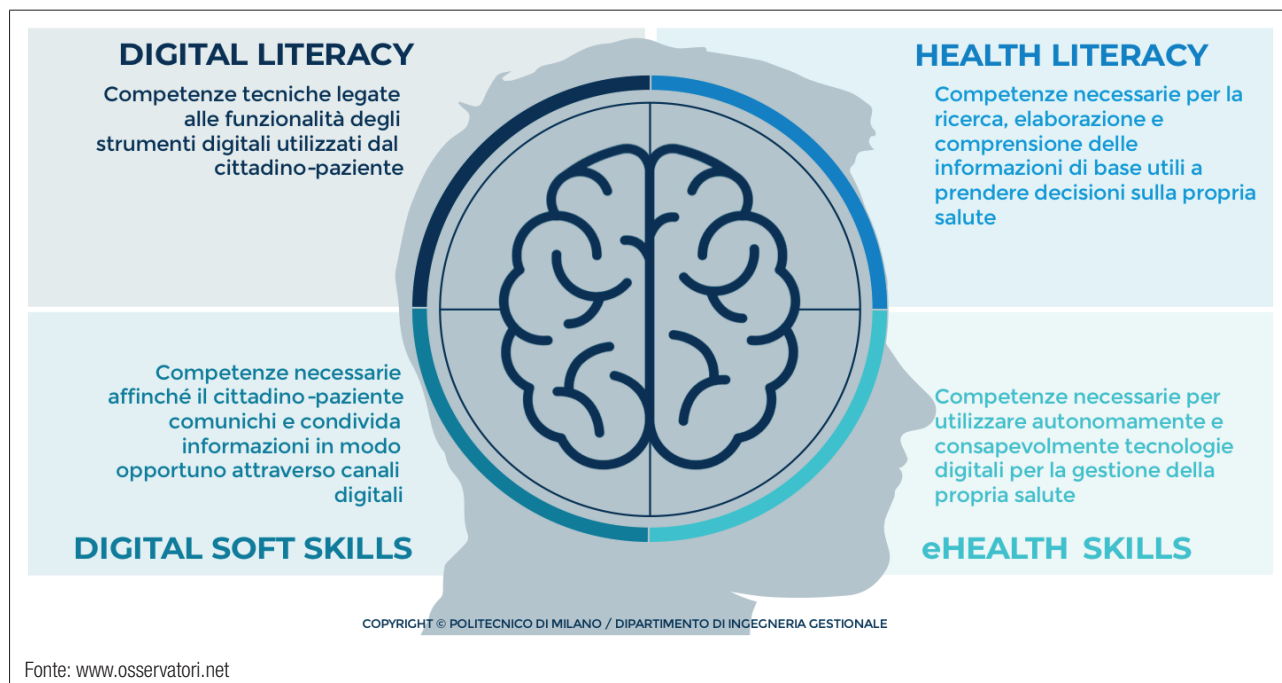 DIGITAL LITERACY
Competenze tecniche legate
alle funzionalità degli
strumenti digitali utilizzati dal
cittadino-paziente
HEALTH LITERACY
Competenze necessarie per la
ricerca, elaborazione e
comprensione delle
informazioni di base utili a
prendere decisioni sulla propria
salute
Competenze necessarie
affinché il cittadino-paziente
comunichi e condivida
informazioni in modo
opportuno attraverso canali
digitali
DIGITAL SOFT SKILLS
Competenze necessarie per
utilizzare autonomamente e
consapevolmente tecnologie
digitali per la gestione della
propria salute
eHEALTH SKILLS
COPYRIGHT © POLITECNICO DI MILANO / DIPARTIMENTO DI INGEGNERIA GESTIONALE
Fonte: www.osservatori.net